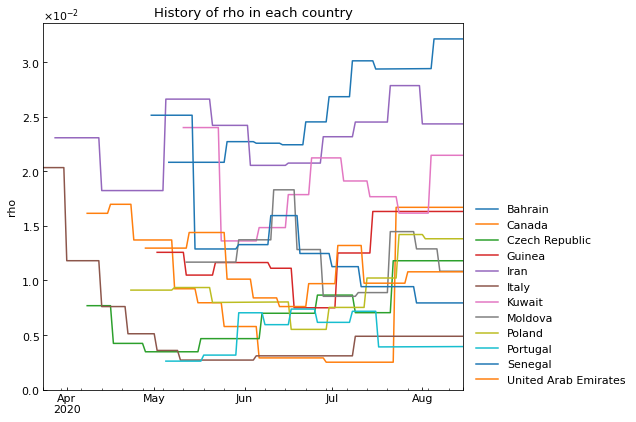 History of rho in each country
×10⁻²
3.0
2.5
2.0
1.5
1.0
0.5
0.0
rho
Apr
2020
May
Jun
Jul
Aug
Bahrain
Canada
Czech Republic
Guinea
Iran
Italy
Kuwait
Moldova
Poland
Portugal
Senegal
United Arab Emirates